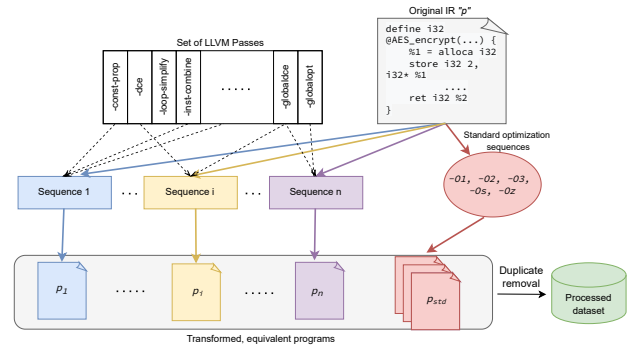 Original IR "p"
define i32
@AES_encrypt(...) {
%1 = alloca i32
store i32 2,
i32* %1
....
ret i32 %2
}
Set of LLVM Passes
-const-prop
-dce
-loop-simplify
-inst-combine
.....
-globaldce
-globalopt
Standard optimization
sequences
-O1, -O2, -O3,
-Os, -Oz
Sequence 1
...
Sequence i
...
Sequence n
p1
.....
pi
.....
pn
pstd
Duplicate
removal
Processed
dataset
Transformed, equivalent programs